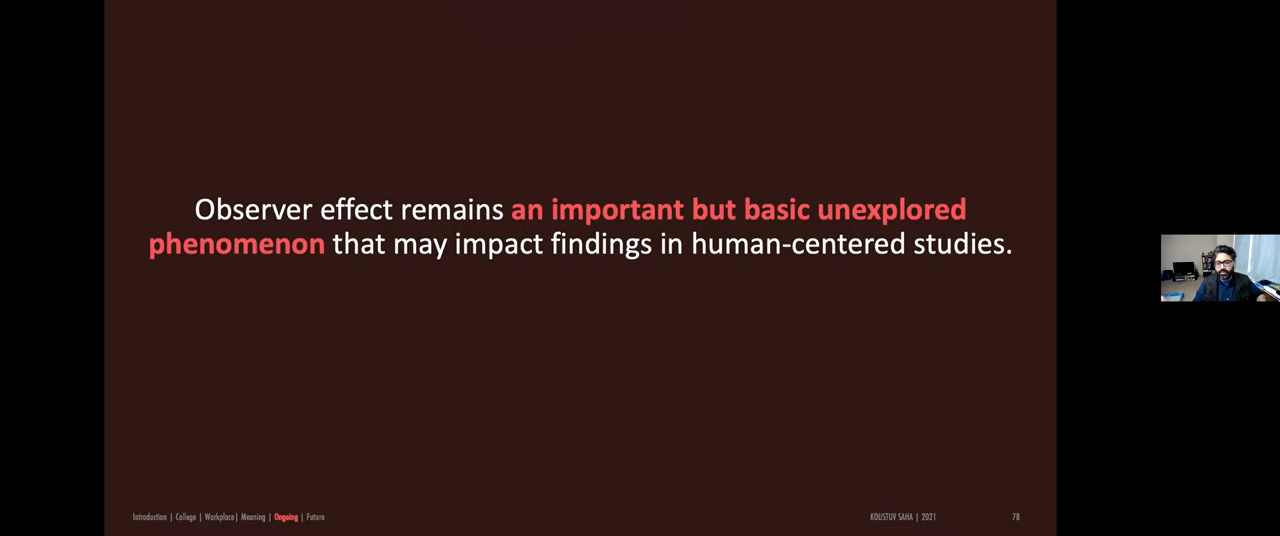 Observer effect remains an important but basic unexplored
phenomenon that may impact findings in human-centered studies.
Introduction | College | Workplace | Meaning | Ongoing | Future
KOUSTUV SAHA | 2021
78